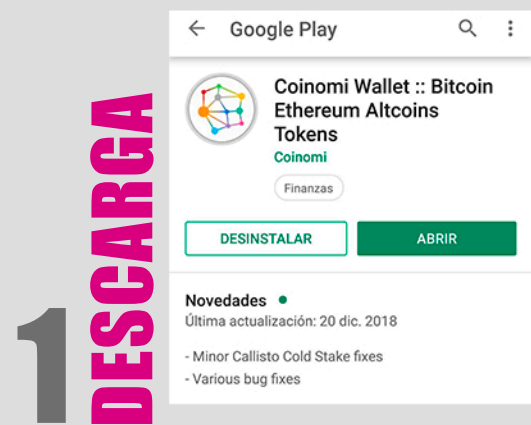 1 DESCARGA
Google Play
Coinomi Wallet :: Bitcoin
Ethereum Altcoins
Tokens
Coinomi
Finanzas
DESINSTALAR
ABRIR
Novedades
Última actualización: 20 dic. 2018
- Minor Callisto Cold Stake fixes
- Various bug fixes